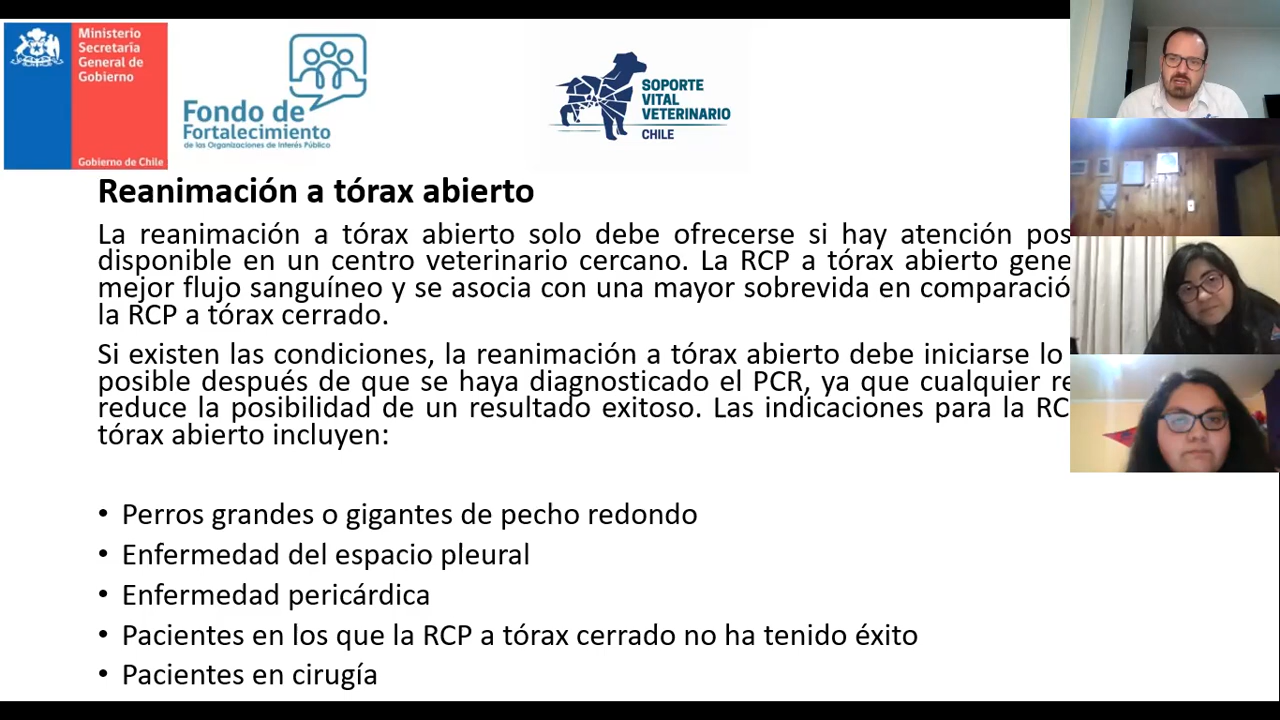 Ministerio
Secretaría
General de
Gobierno
Gobierno de Chile
Fondo de
Fortalecimiento
de las Organizaciones de Interés Público
SOPORTE
VITAL
VETERINARIO
CHILE
Reanimación a tórax abierto
La reanimación a tórax abierto solo debe ofrecerse si hay atención
disponible en un centro veterinario cercano. La RCP a tórax abierto
mejor flujo sanguíneo y se asocia con una mayor sobrevida en
la RCP a tórax cerrado.
Si existen las condiciones, la reanimación a tórax abierto debe iniciarse lo
posible después de que se haya diagnosticado el PCR, ya que cualquier
reduce la posibilidad de un resultado exitoso. Las indicaciones para la
tórax abierto incluyen:
• Perros grandes o gigantes de pecho redondo
• Enfermedad del espacio pleural
• Enfermedad pericárdica
• Pacientes en los que la RCP a tórax cerrado no ha tenido éxito
• Pacientes en cirugía